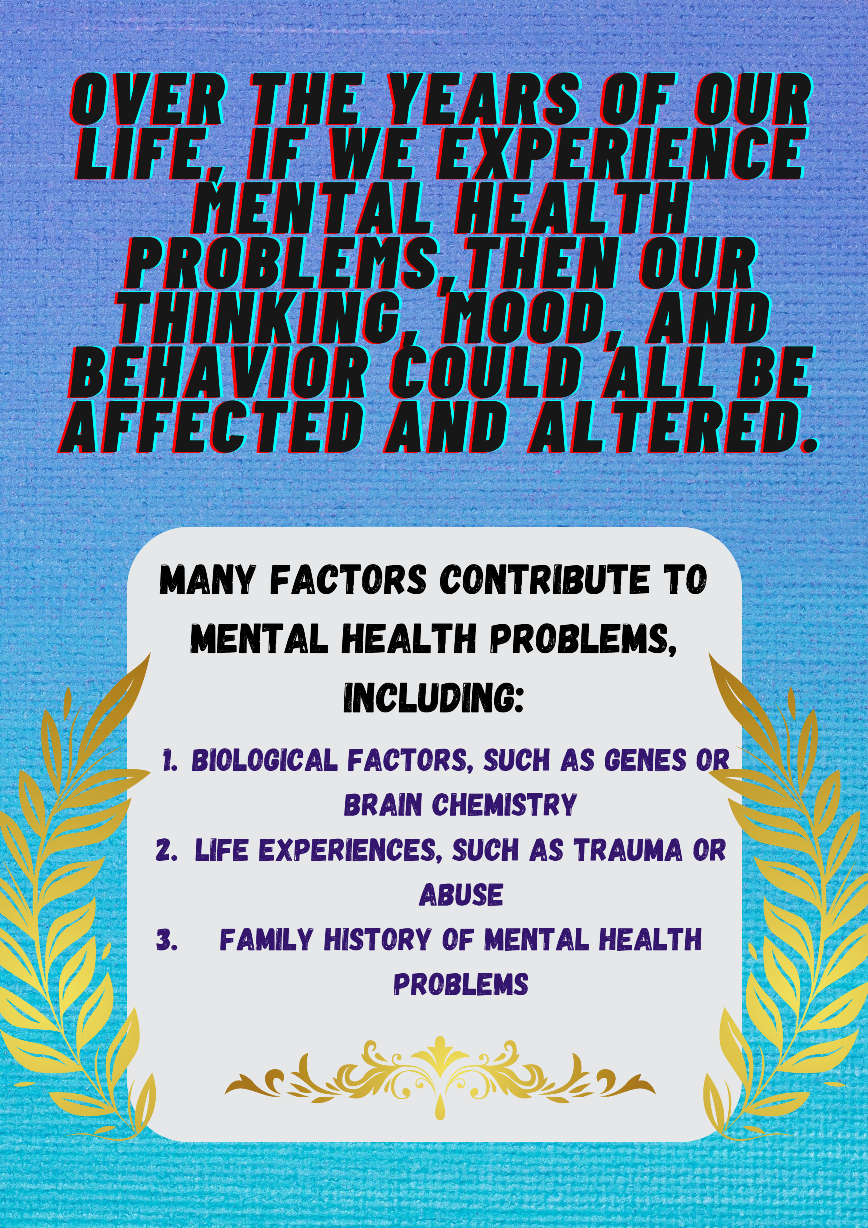 OVER THE YEARS OF OUR
LIFE, IF WE EXPERIENCE
MENTAL HEALTH
PROBLEMS,THEN OUR
THINKING, MOOD, AND
BEHAVIOR COULD ALL BE
AFFECTED AND ALTERED.
MANY FACTORS CONTRIBUTE TO
MENTAL HEALTH PROBLEMS,
INCLUDING:
1. BIOLOGICAL FACTORS, SUCH AS GENES OR
BRAIN CHEMISTRY
2. LIFE EXPERIENCES, SUCH AS TRAUMA OR
ABUSE
3. FAMILY HISTORY OF MENTAL HEALTH
PROBLEMS